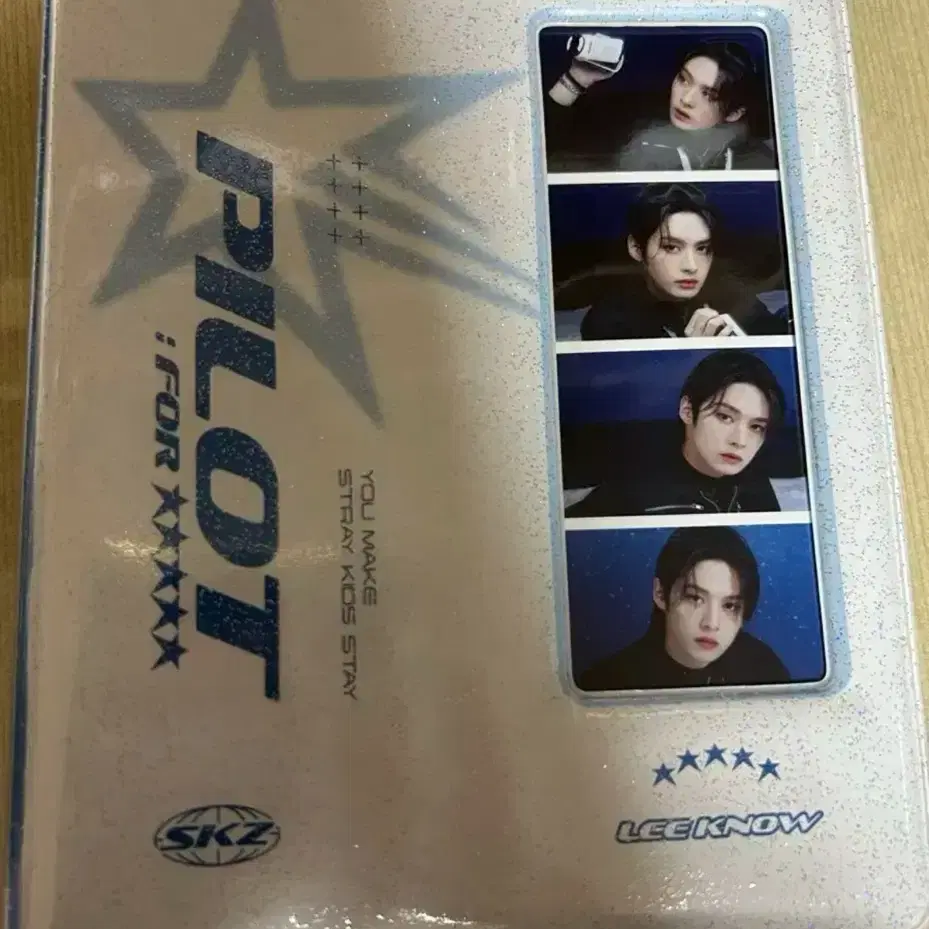 PILOT
: FOR ★★★★★
YOU MAKE
STRAY KIDS STAY
SKZ
★★★★★
LEE KNOW